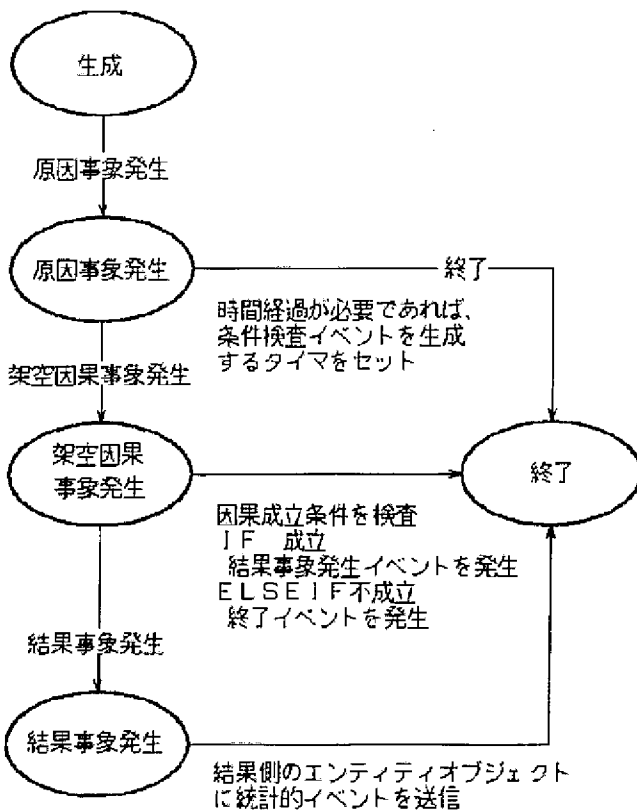 生成
原因事象発生
原因事象発生
終了
時間経過が必要であれば、
条件検査イベントを生成
するタイマをセット
架空因果事象発生
架空因果
事象発生
終了
因果成立条件を検査
IF 成立
結果事象発生イベントを発生
ELSEIF不成立
終了イベントを発生
結果事象発生
結果事象発生
結果側のエンティティオブジェクト
に統計的イベントを送信